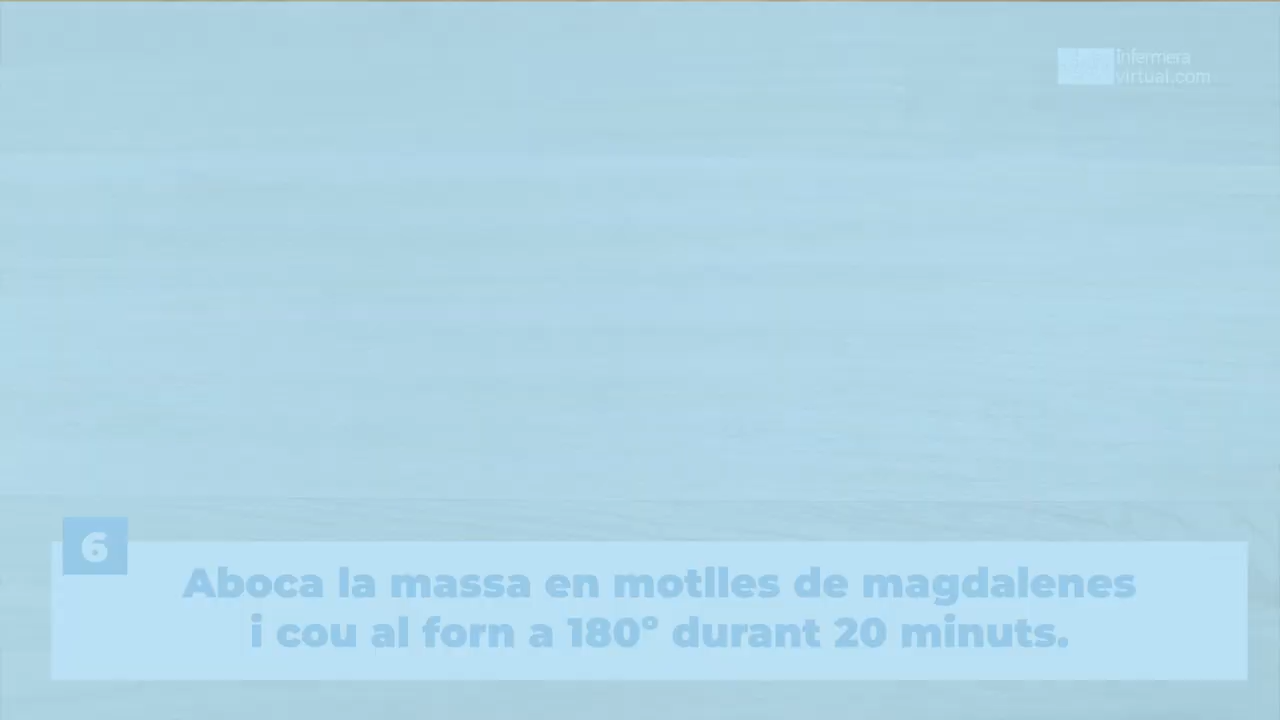 infermera
virtual.com
6
Aboca la massa en motlles de magdalenes
i cou al forn a 180° durant 20 minuts.